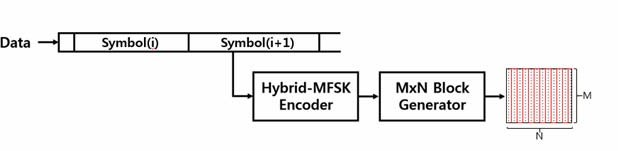 Data
Symbol(i)
Symbol(i+1)
Hybrid-MFSK
Encoder
MxN Block
Generator
M
N